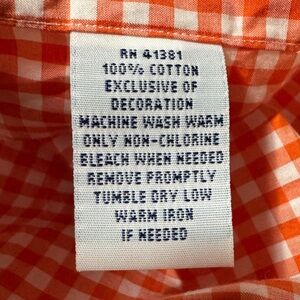 RN 41381
100% COTTON
EXCLUSIVE OF
DECORATION
MACHINE WASH WARM
ONLY NON-CHLORINE
BLEACH WHEN NEEDED
REMOVE PROMPTLY
TUMBLE DRY LOW
WARM IRON
IF NEEDED